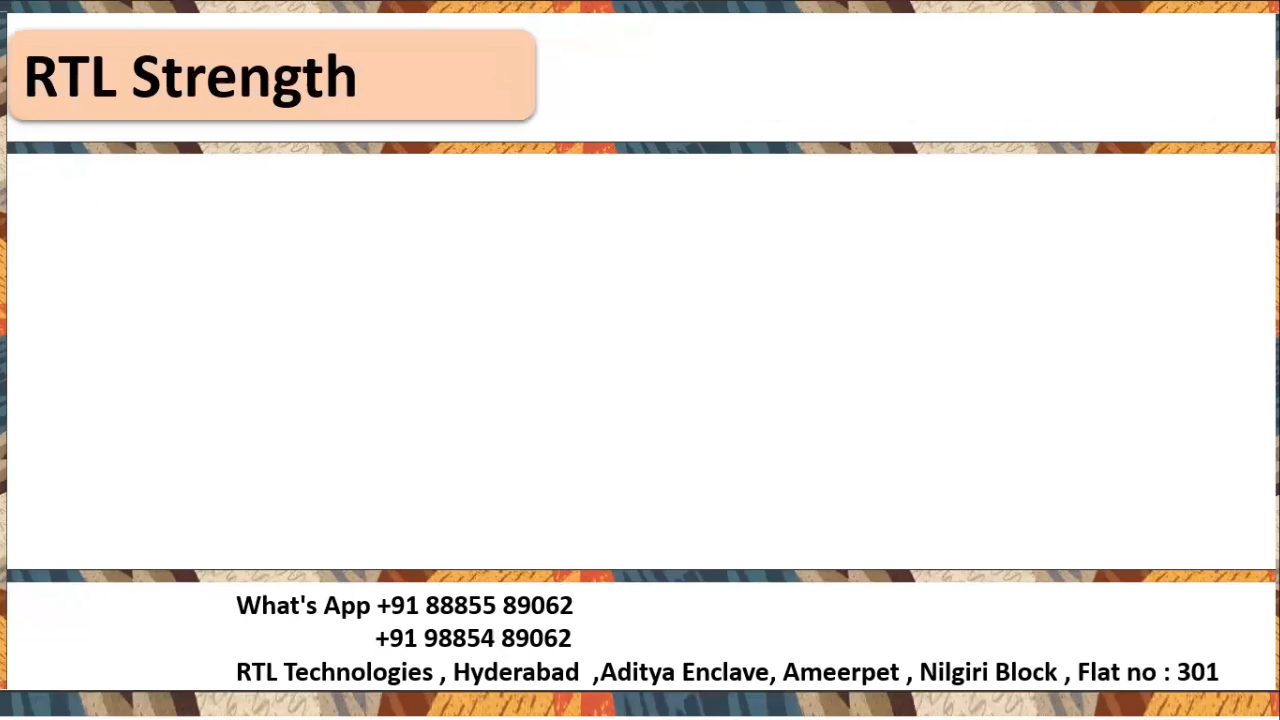 RTL Strength
What's App +91 88855 89062
+91 98854 89062
RTL Technologies , Hyderabad  ,Aditya Enclave, Ameerpet , Nilgiri Block , Flat no : 301